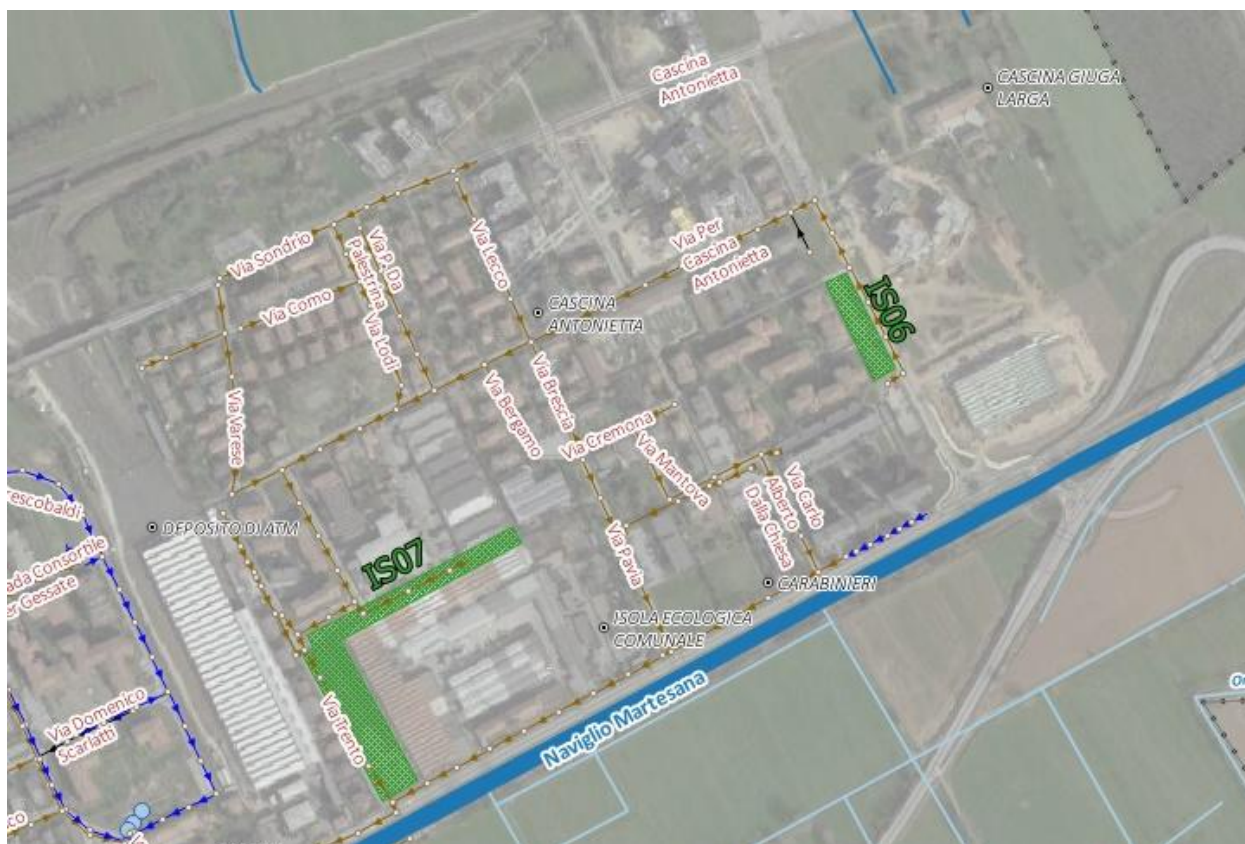 Cascina
Antonietta
CASCINA GIUGA
LARGA
Via Sondrio
Via P. Da
Palestrina
Via Lecco
Via Per
Cascina
Antonietta
Via Como
Via Lodi
CASCINA
ANTONIETTA
IS06
Via Varese
Via Bergamo
Via Brescia
Via Cremona
Via Mantova
Via Carlo
Alberto
Dalla Chiesa
rescobaldi
DEPOSITO DI ATM
ada Consortile
er Gessate
IS07
Via Pavia
CARABINIERI
ISOLA ECOLOGICA
COMUNALE
Via Domenico
Scarlatti
Via Trento
Naviglio Martesana
co